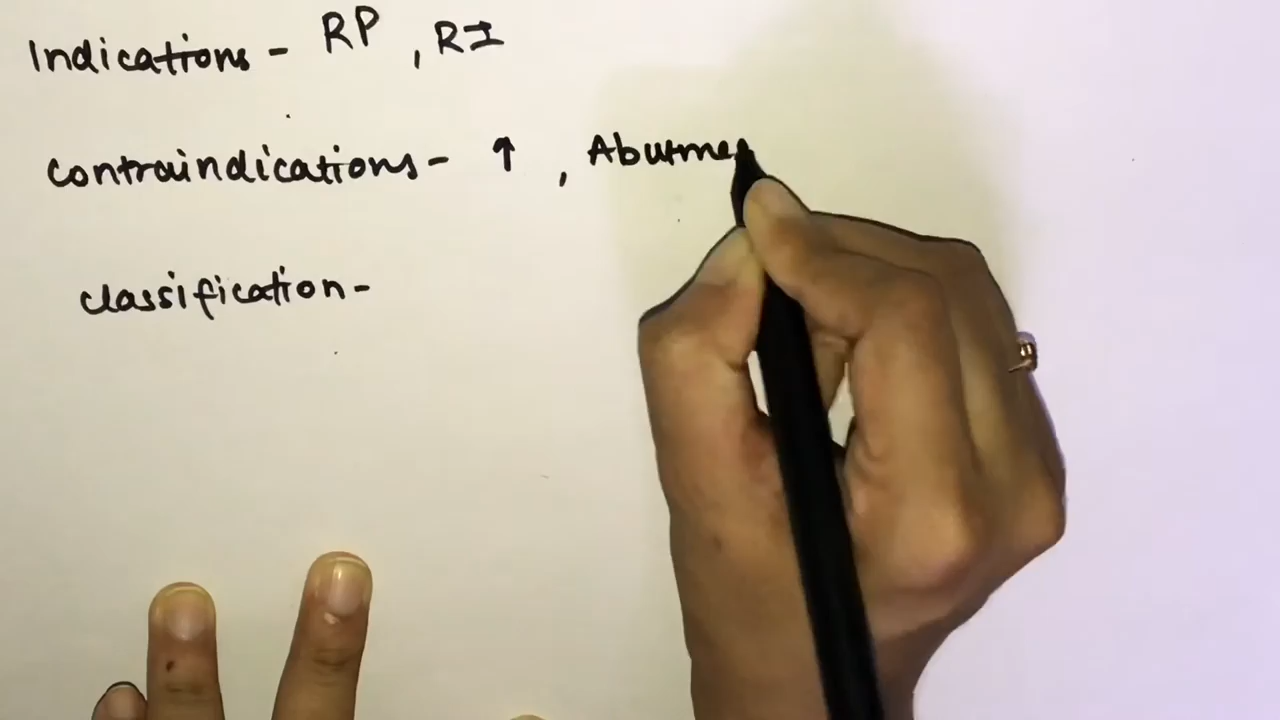 Indications - RP , RI
contraindications - ↑ , Abutme
classification -